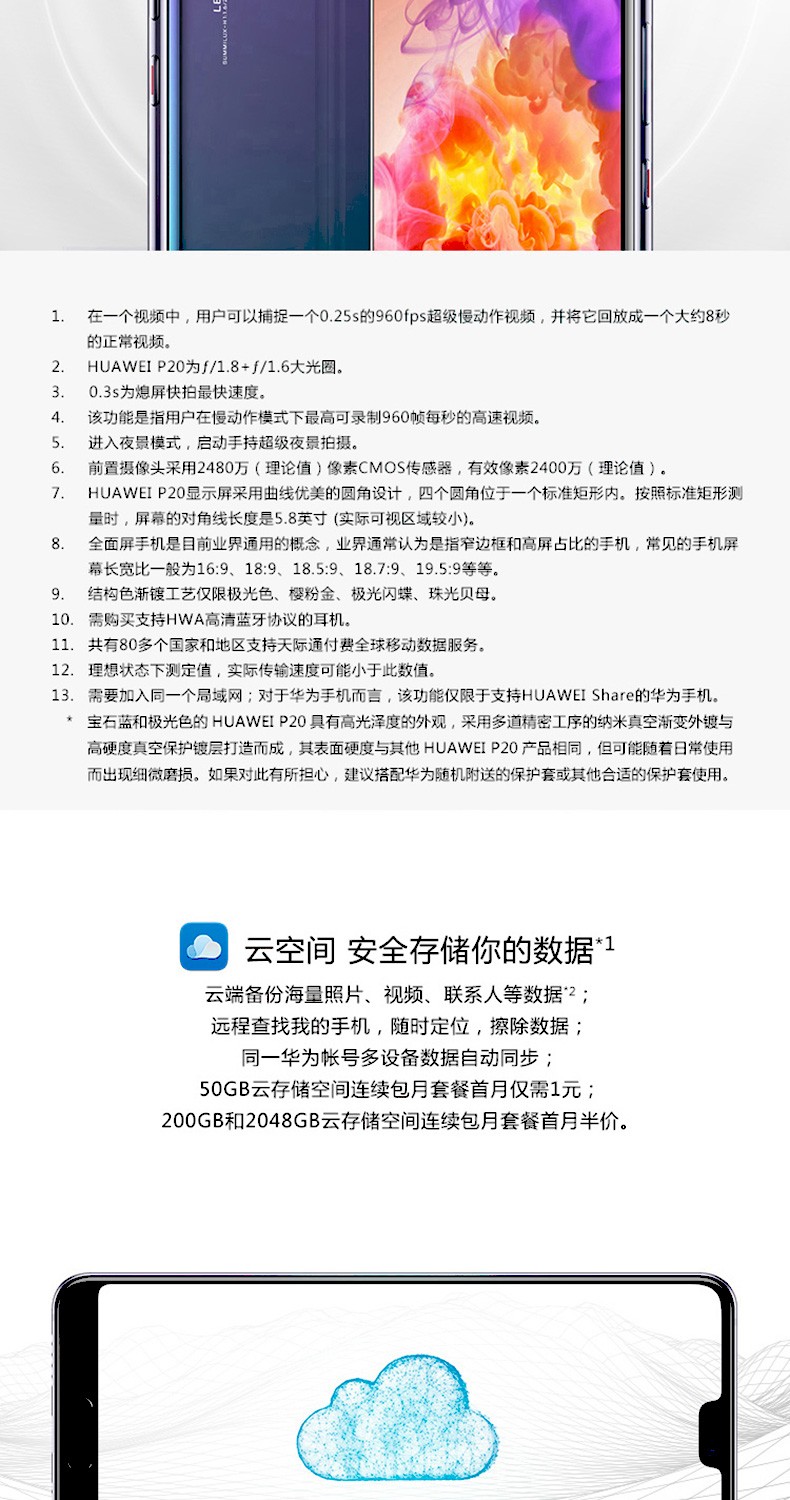 LE
SUMMILUX-H 1:1.6/2
1. 在一个视频中，用户可以捕捉一个0.25s的960fps超级慢动作视频，并将它回放成一个大约8秒
的正常视频。
2. HUAWEI P20为ƒ/1.8+ƒ/1.6大光圈。
3. 0.3s为熄屏快拍最快速度。
4. 该功能是指用户在慢动作模式下最高可录制960帧每秒的高速视频。
5. 进入夜景模式，启动手持超级夜景拍摄。
6. 前置摄像头采用2480万（理论值）像素CMOS传感器，有效像素2400万（理论值）。
7. HUAWEI P20显示屏采用曲线优美的圆角设计，四个圆角位于一个标准矩形内。按照标准矩形测
量时，屏幕的对角线长度是5.8英寸 (实际可视区域较小)。
8. 全面屏手机是目前业界通用的概念，业界通常认为是指窄边框和高屏占比的手机，常见的手机屏
幕长宽比一般为16:9、18:9、18.5:9、18.7:9、19.5:9等等。
9. 结构色渐镀工艺仅限极光色、樱粉金、极光闪蝶、珠光贝母。
10. 需购买支持HWA高清蓝牙协议的耳机。
11. 共有80多个国家和地区支持天际通付费全球移动数据服务。
12. 理想状态下测定值，实际传输速度可能小于此数值。
13. 需要加入同一个局域网；对于华为手机而言，该功能仅限于支持HUAWEI Share的华为手机。
* 宝石蓝和极光色的 HUAWEI P20 具有高光泽度的外观，采用多道精密工序的纳米真空渐变外镀与
高硬度真空保护镀层打造而成，其表面硬度与其他 HUAWEI P20 产品相同，但可能随着日常使用
而出现细微磨损。如果对此有所担心，建议搭配华为随机附送的保护套或其他合适的保护套使用。
云空间 安全存储你的数据*1
云端备份海量照片、视频、联系人等数据*2；
远程查找我的手机，随时定位，擦除数据；
同一华为帐号多设备数据自动同步；
50GB云存储空间连续包月套餐首月仅需1元；
200GB和2048GB云存储空间连续包月套餐首月半价。